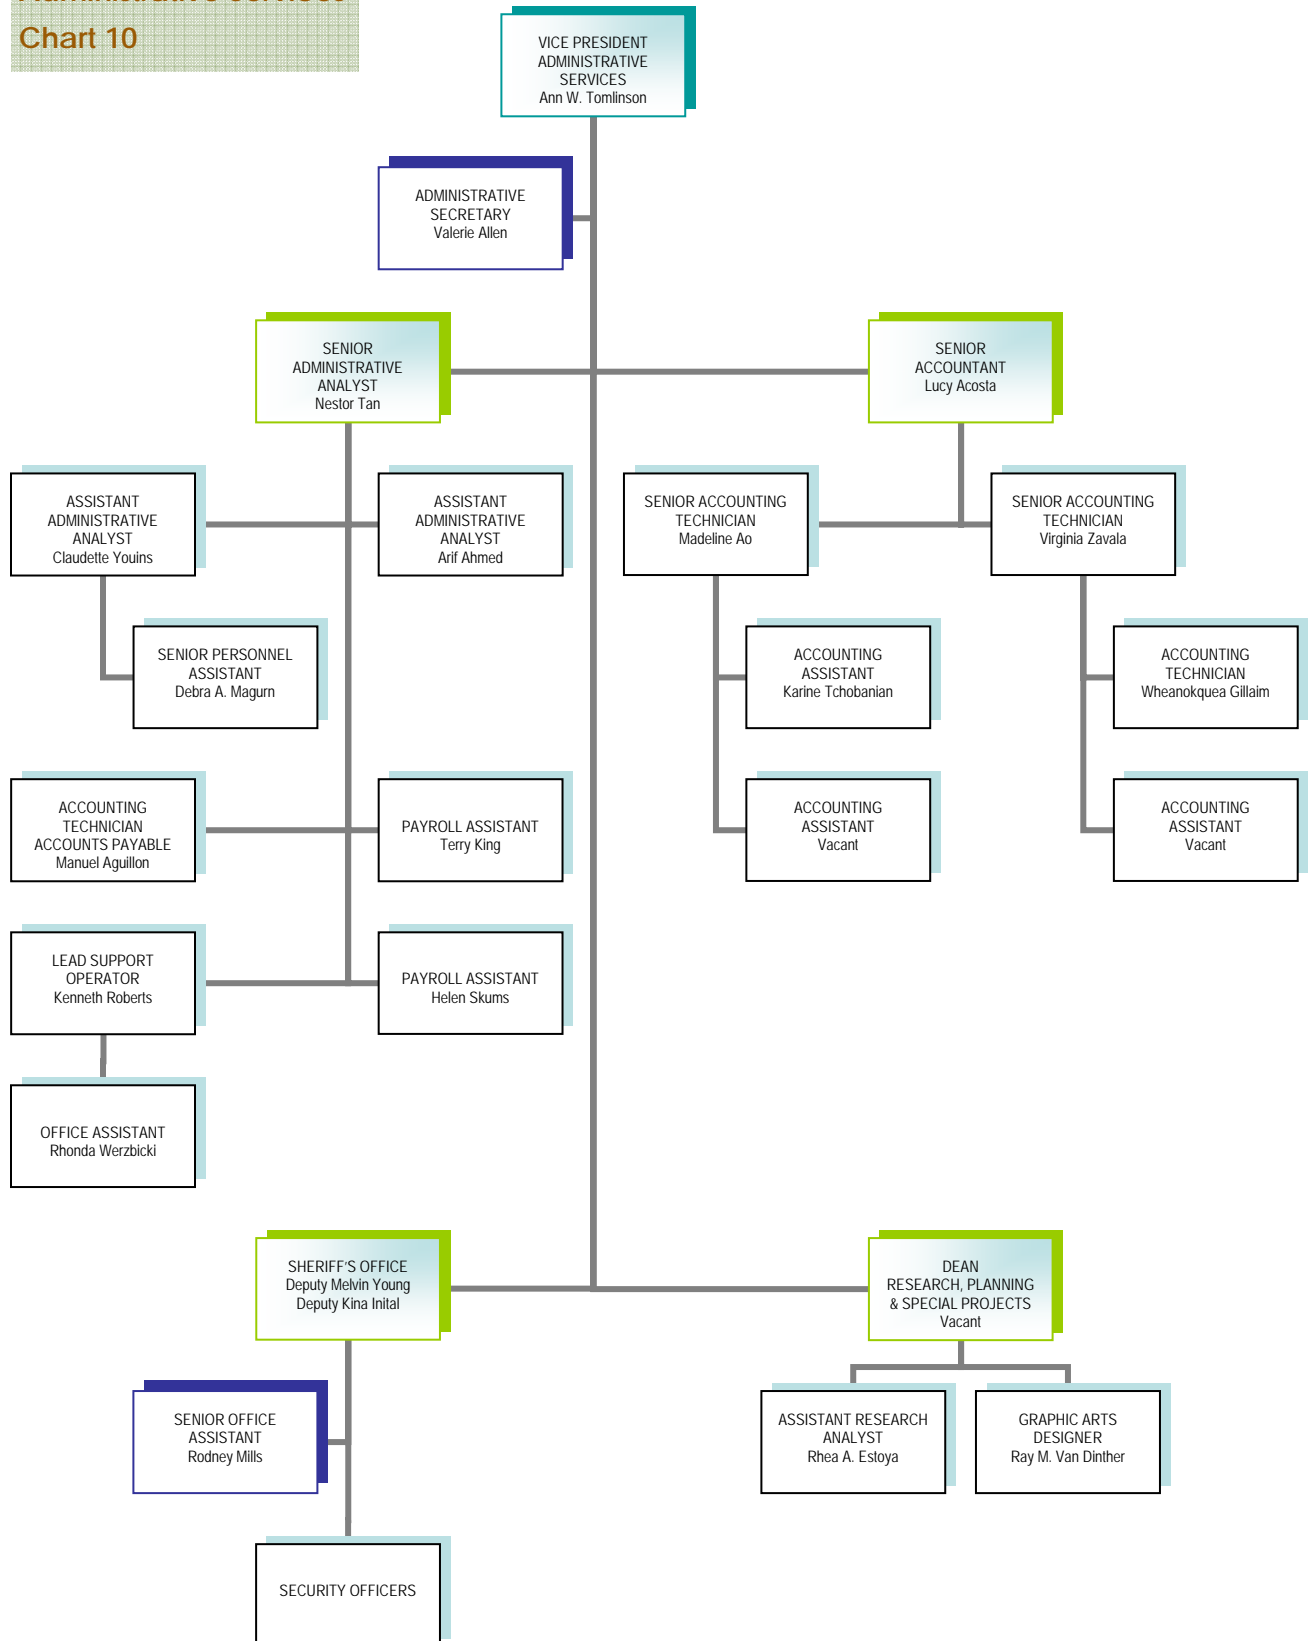 Administrative Services
Chart 10
VICE PRESIDENT
ADMINISTRATIVE
SERVICES
Ann W. Tomlinson
ADMINISTRATIVE
SECRETARY
Valerie Allen
SENIOR
ADMINISTRATIVE
ANALYST
Nestor Tan
SENIOR
ACCOUNTANT
Lucy Acosta
ASSISTANT
ADMINISTRATIVE
ANALYST
Claudette Youins
ASSISTANT
ADMINISTRATIVE
ANALYST
Arif Ahmed
SENIOR ACCOUNTING
TECHNICIAN
Madeline Ao
SENIOR ACCOUNTING
TECHNICIAN
Virginia Zavala
SENIOR PERSONNEL
ASSISTANT
Debra A. Magurn
ACCOUNTING
ASSISTANT
Karine Tchobanian
ACCOUNTING
TECHNICIAN
Wheanokquea Gillaim
ACCOUNTING
TECHNICIAN
ACCOUNTS PAYABLE
Manuel Aguillon
PAYROLL ASSISTANT
Terry King
ACCOUNTING
ASSISTANT
Vacant
ACCOUNTING
ASSISTANT
Vacant
LEAD SUPPORT
OPERATOR
Kenneth Roberts
PAYROLL ASSISTANT
Helen Skums
OFFICE ASSISTANT
Rhonda Werzbicki
SHERIFF'S OFFICE
Deputy Melvin Young
Deputy Kina Inital
DEAN
RESEARCH, PLANNING
& SPECIAL PROJECTS
Vacant
SENIOR OFFICE
ASSISTANT
Rodney Mills
ASSISTANT RESEARCH
ANALYST
Rhea A. Estoya
GRAPHIC ARTS
DESIGNER
Ray M. Van Dinther
SECURITY OFFICERS